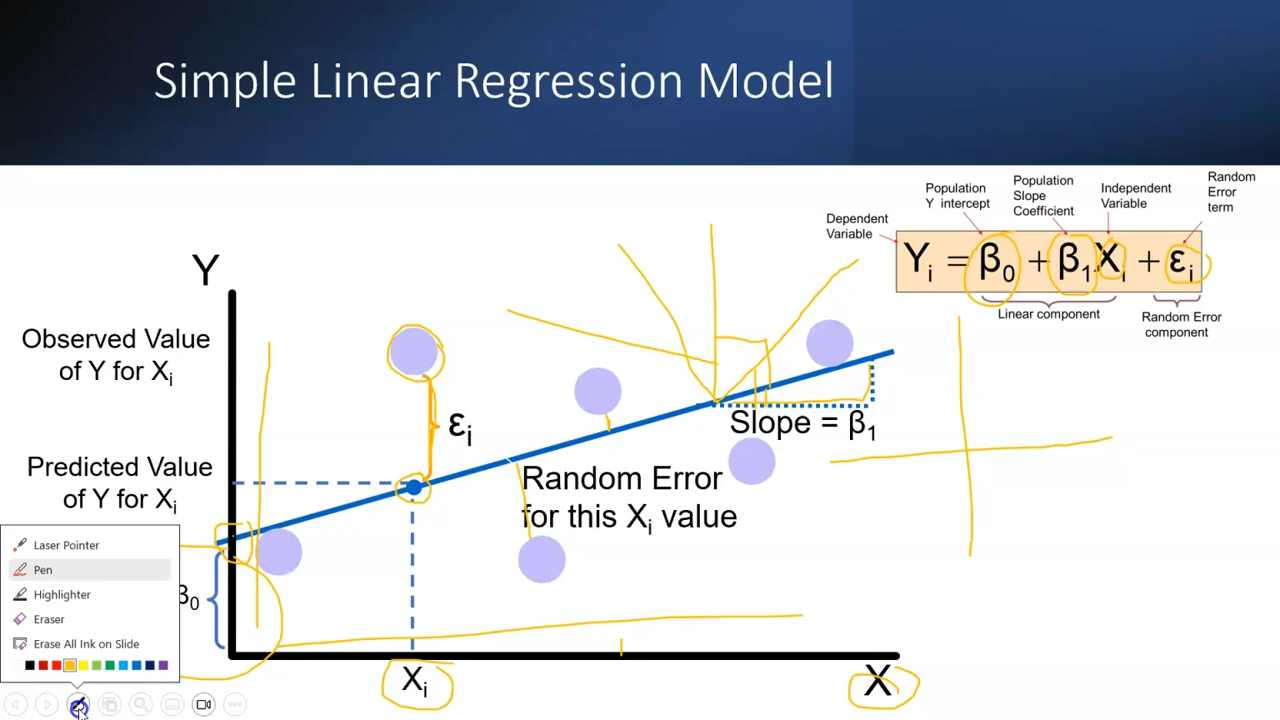 Simple Linear Regression Model
Random
Error
term
Population
Slope
Coefficient
Population
Y intercept
Independent
Variable
Dependent
Variable
Yᵢ = β₀ + β₁Xᵢ + εᵢ
Linear component
Random Error
component
Y
Observed Value
of Y for Xᵢ
εᵢ
Slope = β₁
Predicted Value
of Y for Xᵢ
Random Error
for this Xᵢ value
β₀
Xᵢ
X
Laser Pointer
Pen
Highlighter
Eraser
Erase All Ink on Slide